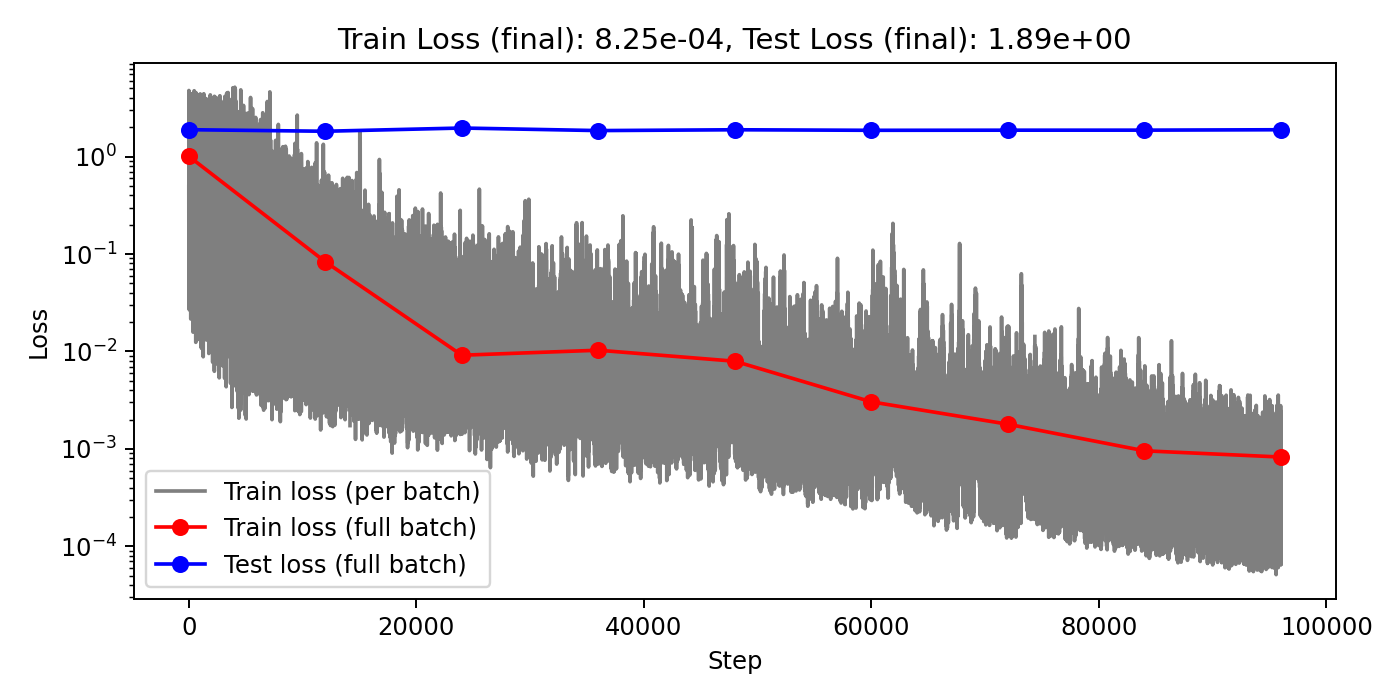 Train Loss (final): 8.25e-04, Test Loss (final): 1.89e+00
Loss
10⁰
10⁻¹
10⁻²
10⁻³
10⁻⁴
Train loss (per batch)
Train loss (full batch)
Test loss (full batch)
0 20000 40000 60000 80000 100000
Step